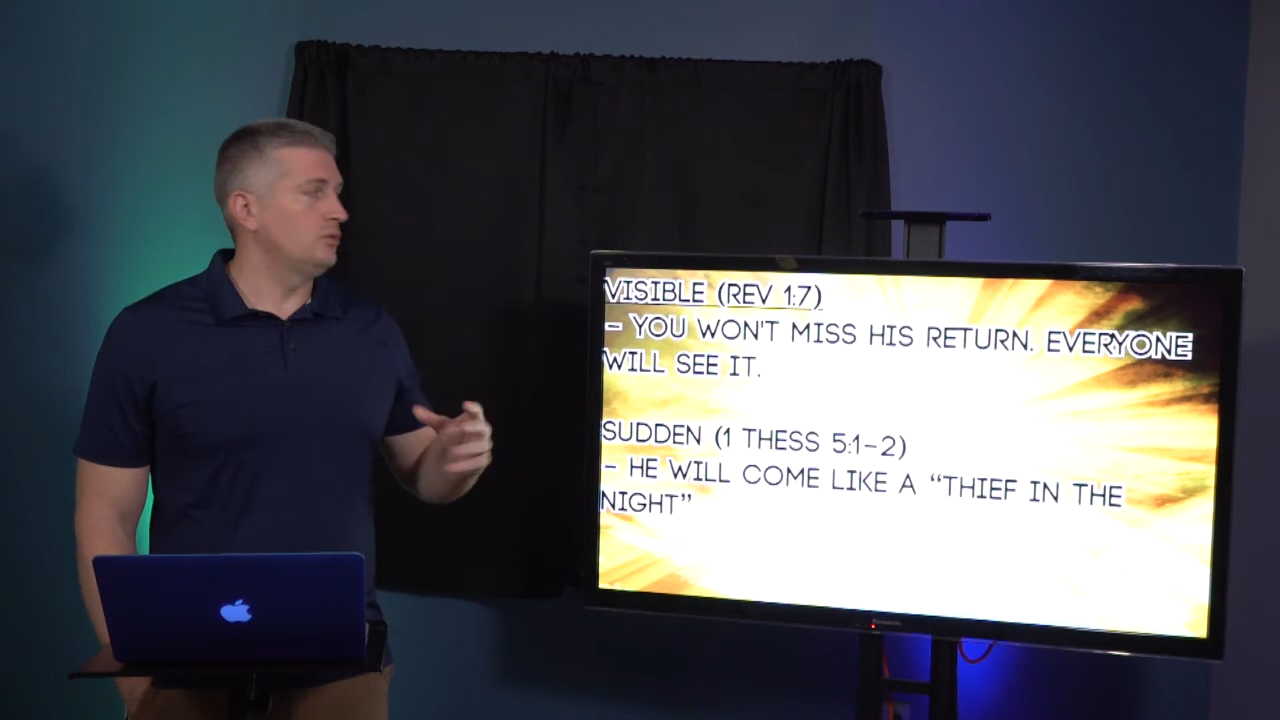 VISIBLE (REV 1:7)
- YOU WON'T MISS HIS RETURN. EVERYONE
WILL SEE IT.
SUDDEN (1 THESS 5:1-2)
- HE WILL COME LIKE A “THIEF IN THE
NIGHT”